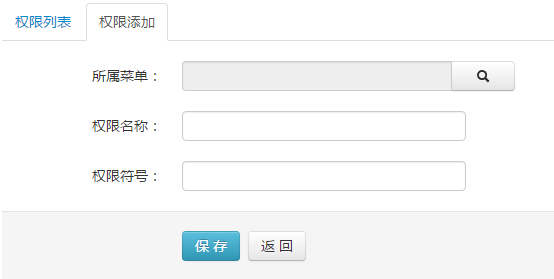 权限列表 权限添加
所属菜单：
权限名称：
权限符号：
保 存 返 回